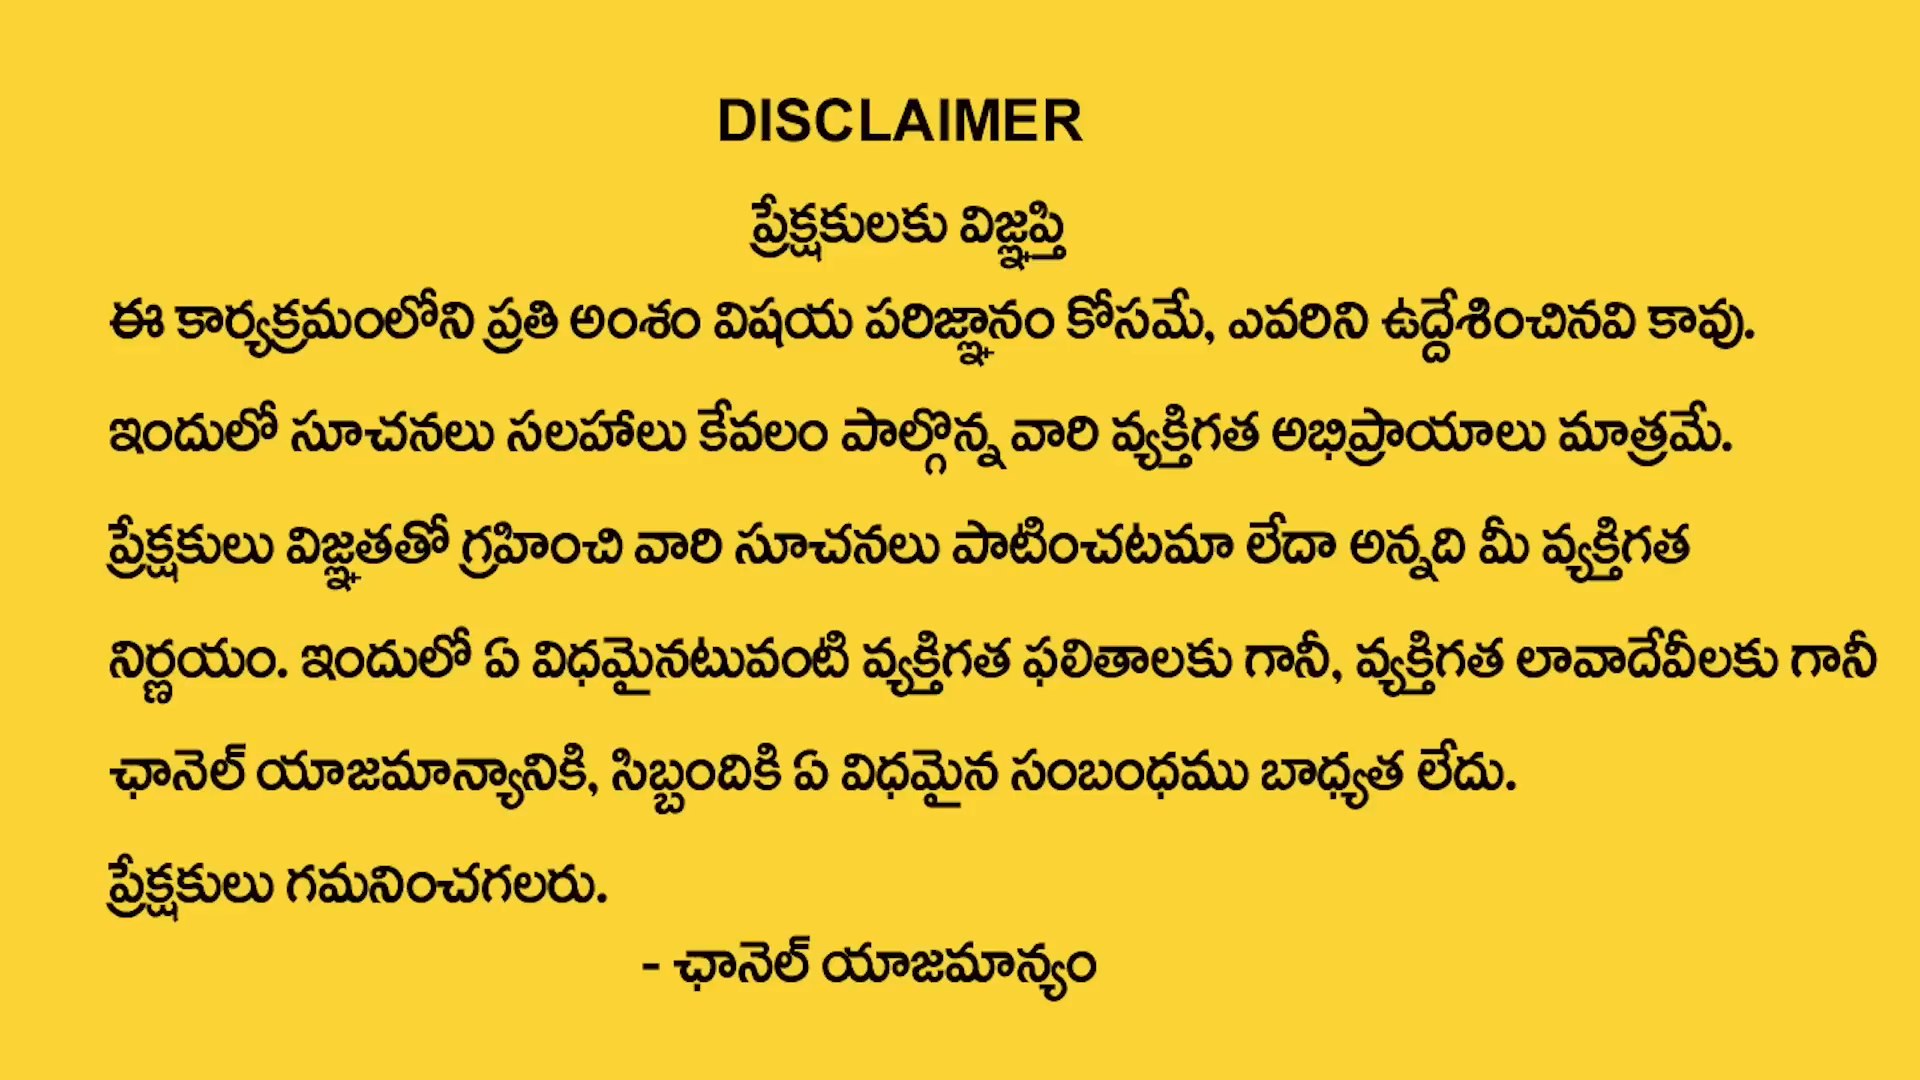 DISCLAIMER
ప్రేక్షకులకు విజ్ఞప్తి
ఈ కార్యక్రమంలోని ప్రతి అంశం విషయ పరిజ్ఞానం కోసమే, ఎవరిని ఉద్దేశించినవి కావు.
ఇందులో సూచనలు సలహాలు కేవలం పాల్గొన్న వారి వ్యక్తిగత అభిప్రాయాలు మాత్రమే.
ప్రేక్షకులు విజ్ఞతతో గ్రహించి వారి సూచనలు పాటించటమా లేదా అన్నది మీ వ్యక్తిగత
నిర్ణయం. ఇందులో ఏ విధమైనటువంటి వ్యక్తిగత ఫలితాలకు గానీ, వ్యక్తిగత లావాదేవీలకు గానీ
ఛానెల్ యాజమాన్యానికి, సిబ్బందికి ఏ విధమైన సంబంధము బాధ్యత లేదు.
ప్రేక్షకులు గమనించగలరు.
- ఛానెల్ యాజమాన్యం